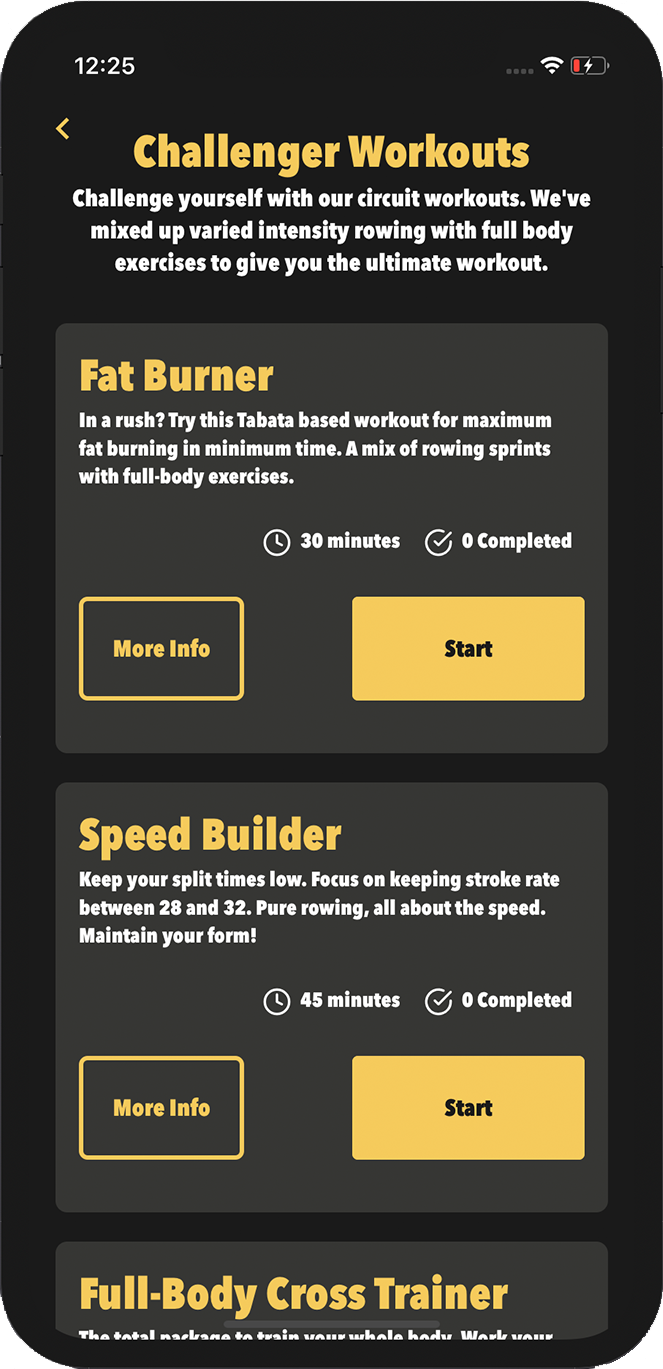 12:25
Challenger Workouts
Challenge yourself with our circuit workouts. We've
mixed up varied intensity rowing with full body
exercises to give you the ultimate workout.
Fat Burner
In a rush? Try this Tabata based workout for maximum
fat burning in minimum time. A mix of rowing sprints
with full-body exercises.
30 minutes 0 Completed
More Info Start
Speed Builder
Keep your split times low. Focus on keeping stroke rate
between 28 and 32. Pure rowing, all about the speed.
Maintain your form!
45 minutes 0 Completed
More Info Start
Full-Body Cross Trainer
The total package to train your whole body. Work your